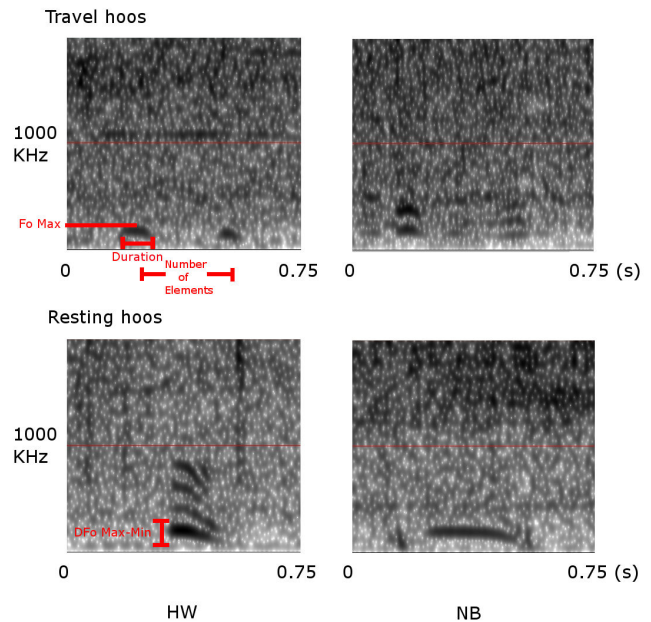 Travel hoos
1000
KHz
Fo Max
Duration
Number
of
Elements
0
0.75
0
0.75 (s)
Resting hoos
1000
KHz
DFo Max-Min
0
0.75
0
0.75 (s)
HW
NB